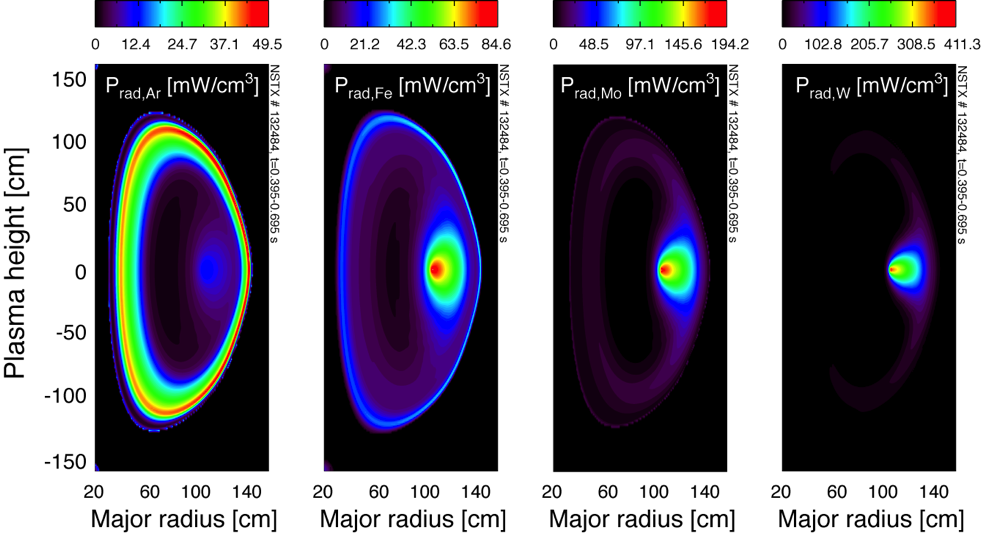 0 12.4 24.7 37.1 49.5
0 21.2 42.3 63.5 84.6
0 48.5 97.1 145.6 194.2
0 102.8 205.7 308.5 411.3
P_rad,Ar [mW/cm³]
P_rad,Fe [mW/cm³]
P_rad,Mo [mW/cm³]
P_rad,W [mW/cm³]
NSTX # 132484, t=0.395-0.695 s
NSTX # 132484, t=0.395-0.695 s
NSTX # 132484, t=0.395-0.695 s
NSTX # 132484, t=0.395-0.695 s
Plasma height [cm]
150
100
50
0
-50
-100
-150
20 60 100 140
20 60 100 140
20 60 100 140
20 60 100 140
Major radius [cm]
Major radius [cm]
Major radius [cm]
Major radius [cm]